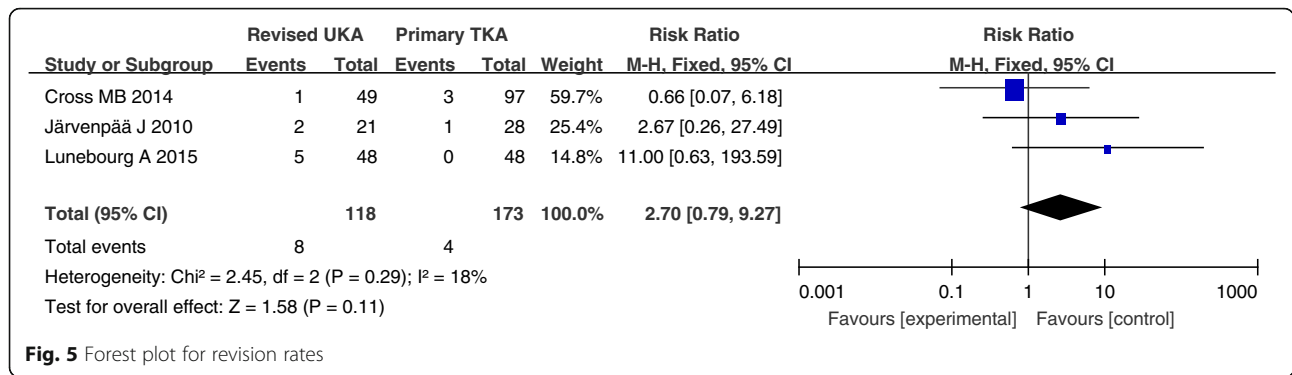 Revised UKA Primary TKA Risk Ratio Risk Ratio
Study or Subgroup Events Total Events Total Weight M-H, Fixed, 95% CI M-H, Fixed, 95% CI
Cross MB 2014 1 49 3 97 59.7% 0.66 [0.07, 6.18]
Järvenpää J 2010 2 21 1 28 25.4% 2.67 [0.26, 27.49]
Lunebourg A 2015 5 48 0 48 14.8% 11.00 [0.63, 193.59]
Total (95% CI) 118 173 100.0% 2.70 [0.79, 9.27]
Total events 8 4
Heterogeneity: Chi² = 2.45, df = 2 (P = 0.29); I² = 18%
Test for overall effect: Z = 1.58 (P = 0.11)
0.001 0.1 1 10 1000
Favours [experimental] Favours [control]
Fig. 5 Forest plot for revision rates